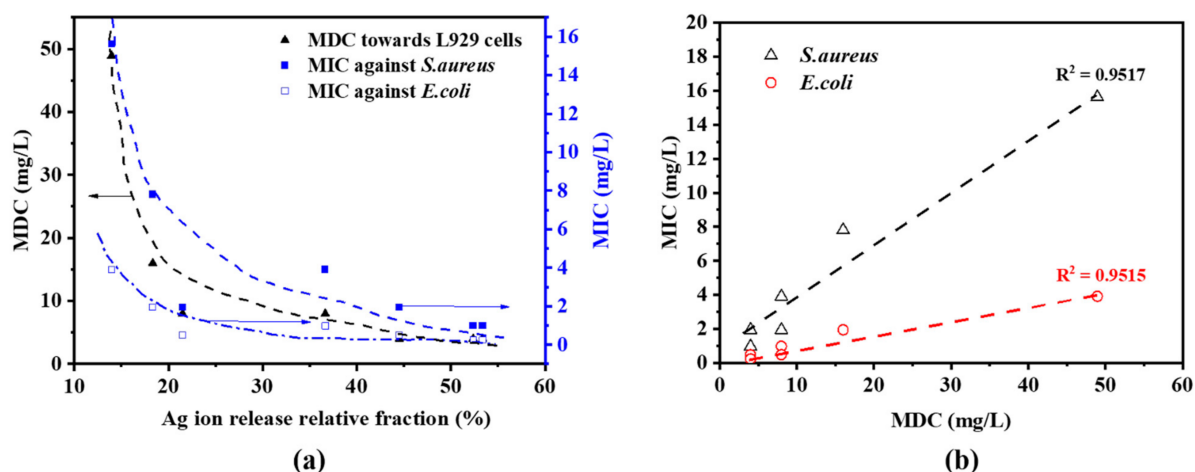 MDC towards L929 cells
MIC against S.aureus
MIC against E.coli
MDC (mg/L)
50
40
30
20
10
0
16
14
12
10
8
6
4
2
0
MIC (mg/L)
10 20 30 40 50 60
Ag ion release relative fraction (%)
(a)
S.aureus
E.coli
R² = 0.9517
R² = 0.9515
MIC (mg/L)
20
18
16
14
12
10
8
6
4
2
0
0 10 20 30 40 50 60
MDC (mg/L)
(b)